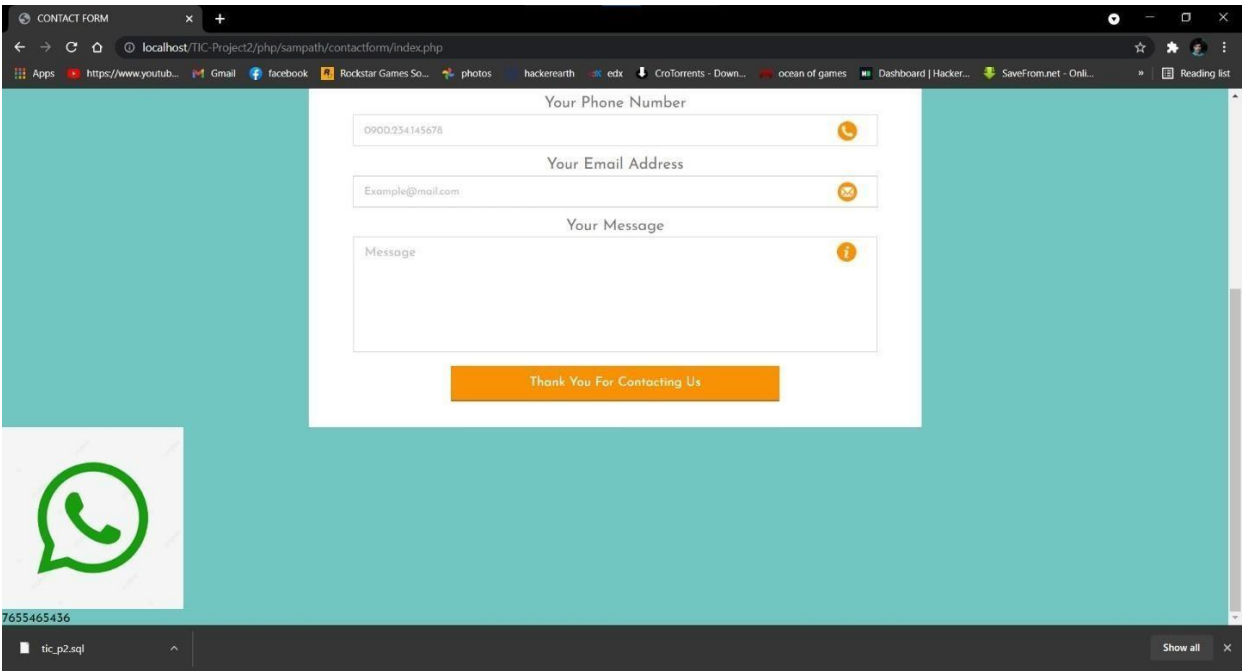 CONTACT FORM
localhost/TIC-Project2/php/sampath/contactform/index.php
Apps https://www.youtub... Gmail facebook R Rockstar Games So... photos hackerearth edx CroTorrents - Down... ocean of games Dashboard | Hacker... SaveFrom.net - Onli... » Reading list
Your Phone Number
0900.234145678
Your Email Address
Example@mail.com
Your Message
Message
i
Thank You For Contacting Us
7655465436
tic_p2.sql
Show all